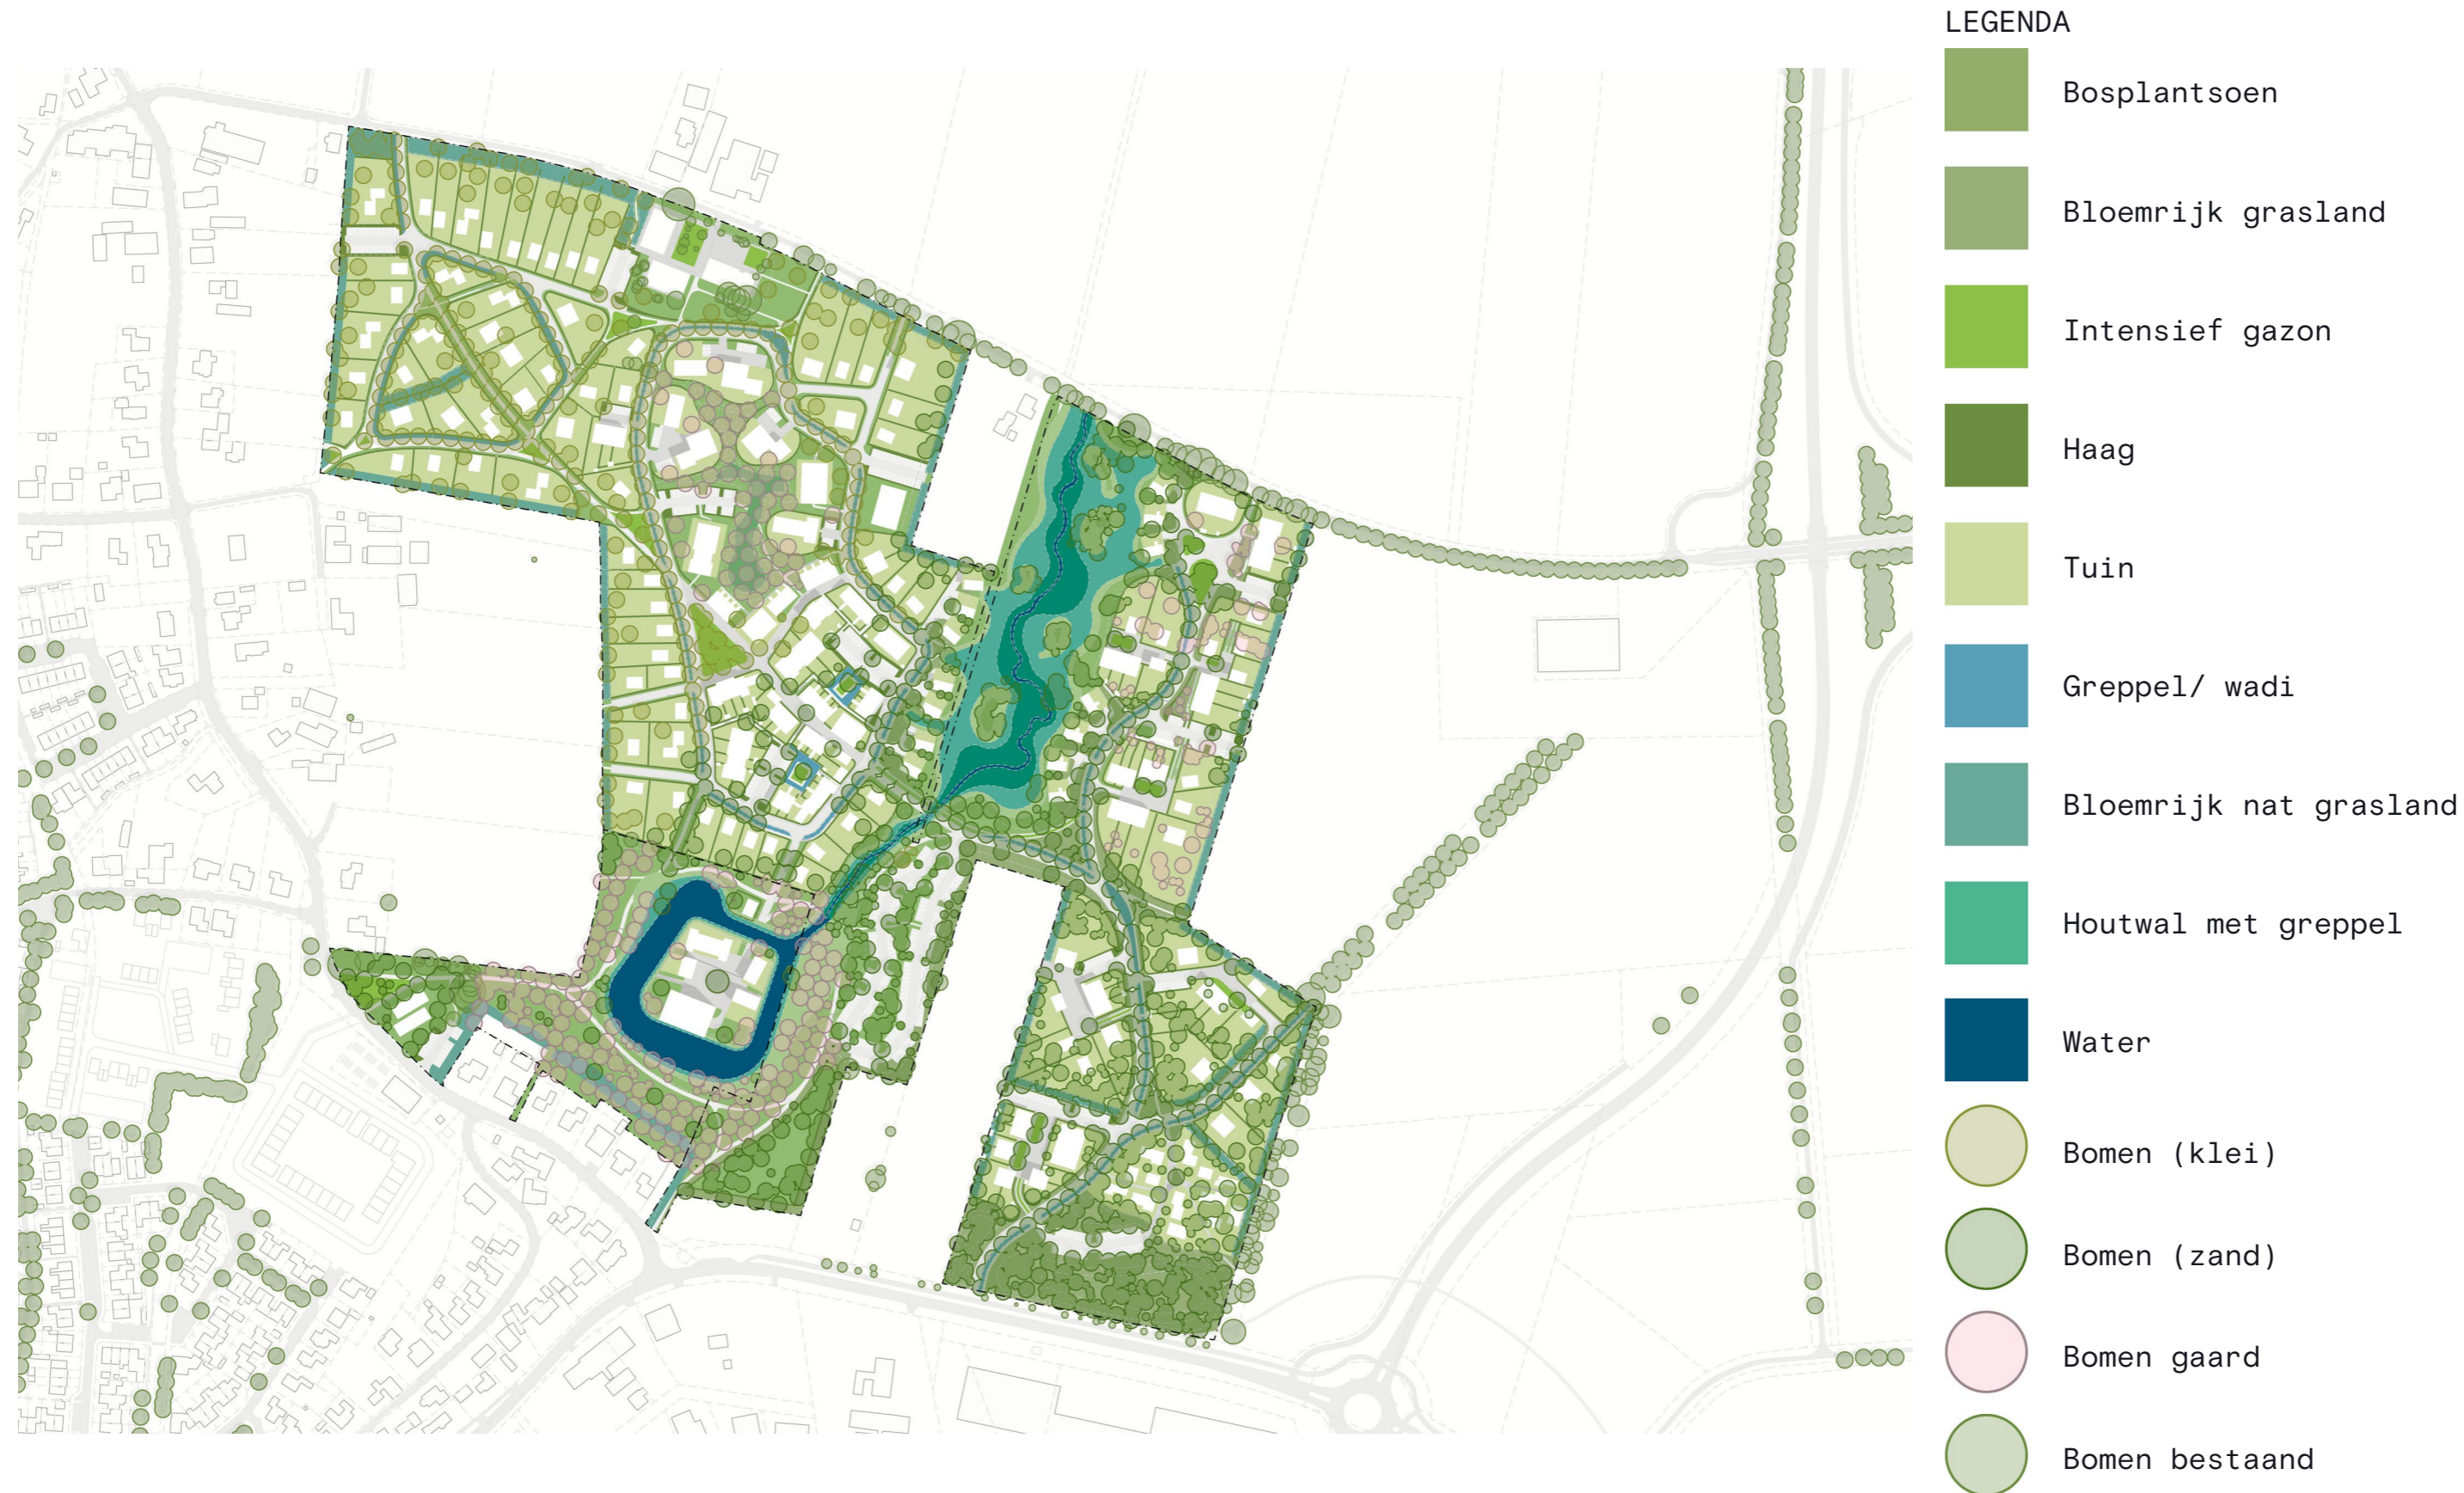 LEGENDA
Bosplantsoen
Bloemrijk grasland
Intensief gazon
Haag
Tuin
Greppel/ wadi
Bloemrijk nat grasland
Houtwal met greppel
Water
Bomen (klei)
Bomen (zand)
Bomen gaard
Bomen bestaand